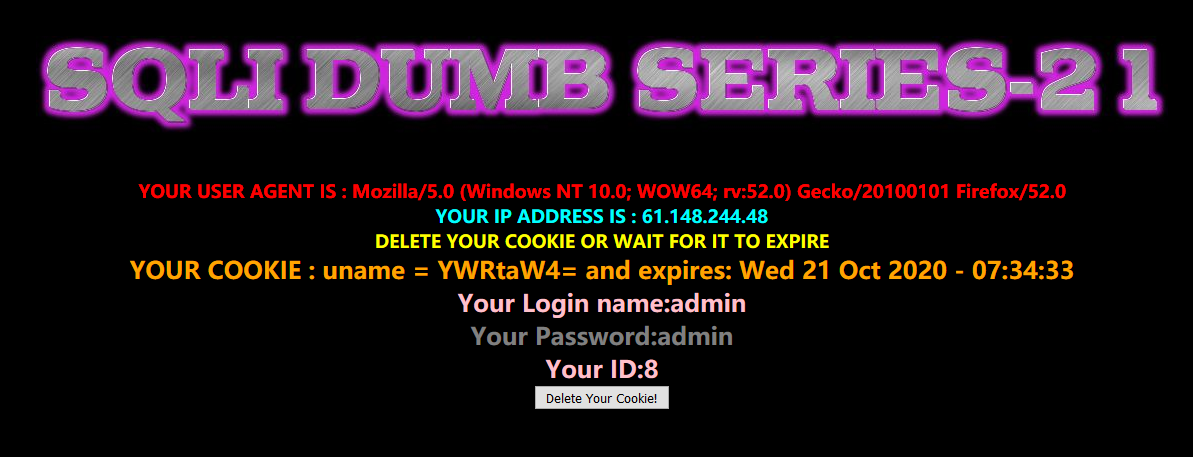 SQLI DUMB SERIES-21
YOUR USER AGENT IS : Mozilla/5.0 (Windows NT 10.0; WOW64; rv:52.0) Gecko/20100101 Firefox/52.0
YOUR IP ADDRESS IS : 61.148.244.48
DELETE YOUR COOKIE OR WAIT FOR IT TO EXPIRE
YOUR COOKIE : uname = YWRtaW4= and expires: Wed 21 Oct 2020 - 07:34:33
Your Login name:admin
Your Password:admin
Your ID:8
Delete Your Cookie!